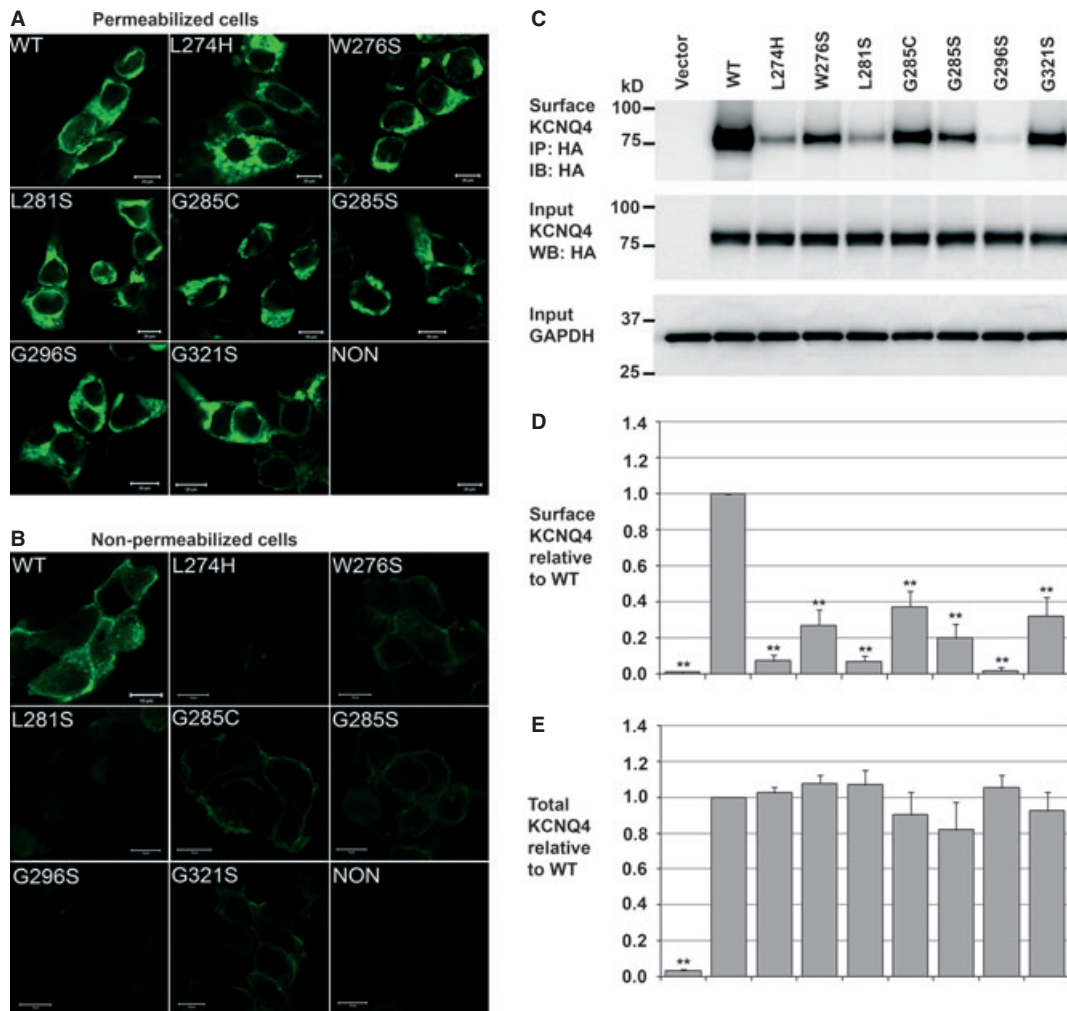 A
Permeabilized cells
WT
L274H
W276S
L281S
G285C
G285S
G296S
G321S
NON
B
Non-permeabilized cells
WT
L274H
W276S
L281S
G285C
G285S
G296S
G321S
NON
C
kD
Vector
WT
L274H
W276S
L281S
G285C
G285S
G296S
G321S
Surface
KCNQ4
IP: HA
IB: HA
100
75
Input
KCNQ4
WB: HA
100
75
Input
GAPDH
37
25
D
Surface
KCNQ4
relative
to WT
1.4
1.2
1.0
0.8
0.6
0.4
0.2
0.0
**
**
**
**
**
**
**
**
E
Total
KCNQ4
relative
to WT
1.4
1.2
1.0
0.8
0.6
0.4
0.2
0.0
**